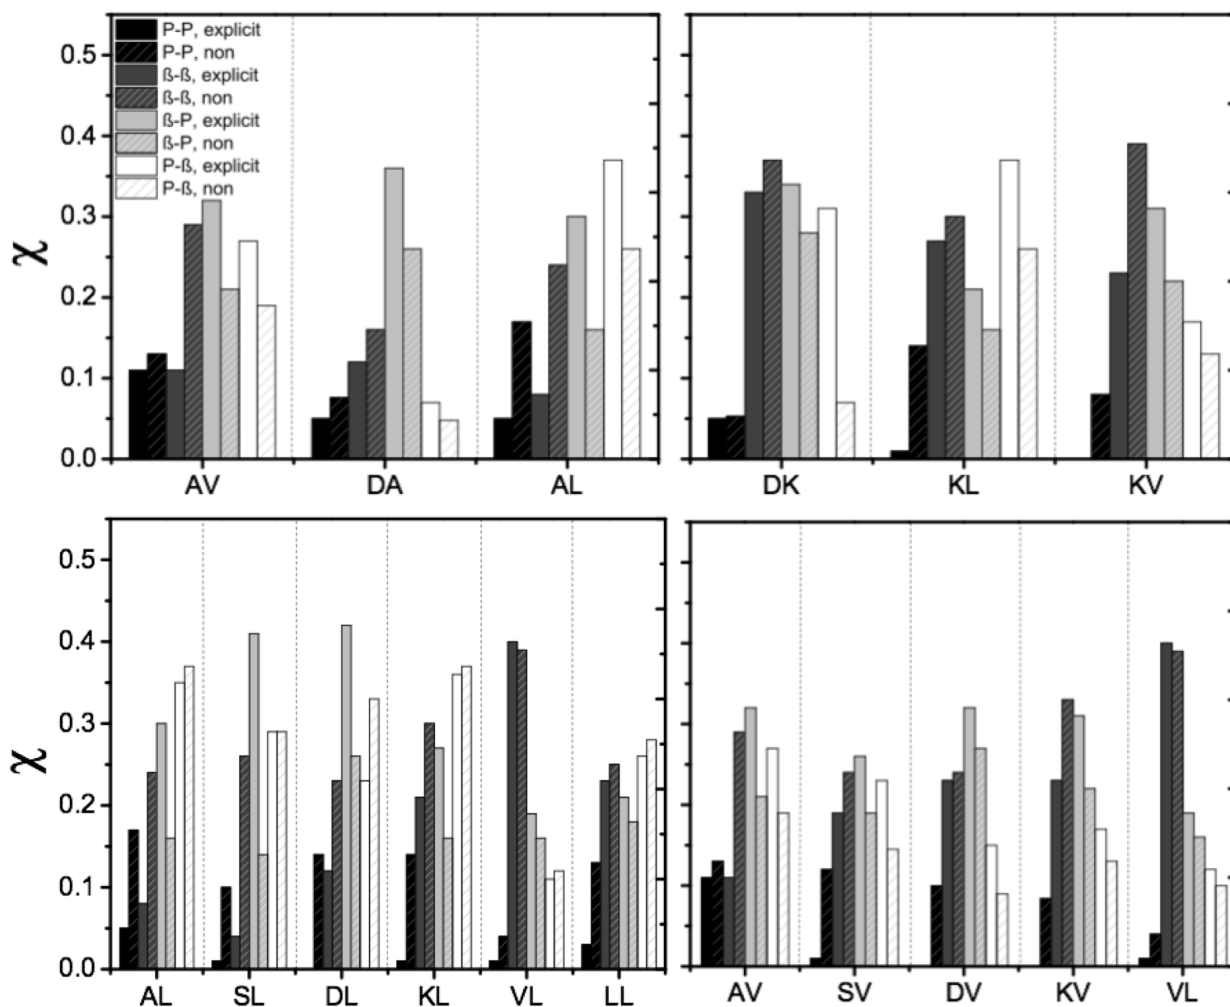 0.5
0.4
0.3
0.2
0.1
0.0
χ
P-P, explicit
P-P, non
ß-ß, explicit
ß-ß, non
ß-P, explicit
ß-P, non
P-ß, explicit
P-ß, non
AV DA AL
DK KL KV
0.5
0.4
0.3
0.2
0.1
0.0
χ
AL SL DL KL VL LL
AV SV DV KV VL